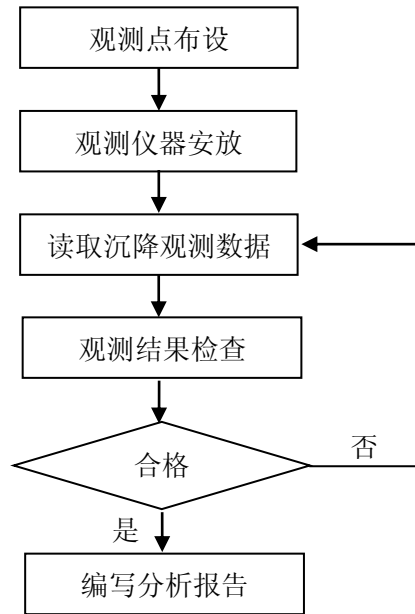 观测点布设
观测仪器安放
读取沉降观测数据
观测结果检查
合格
否
是
编写分析报告